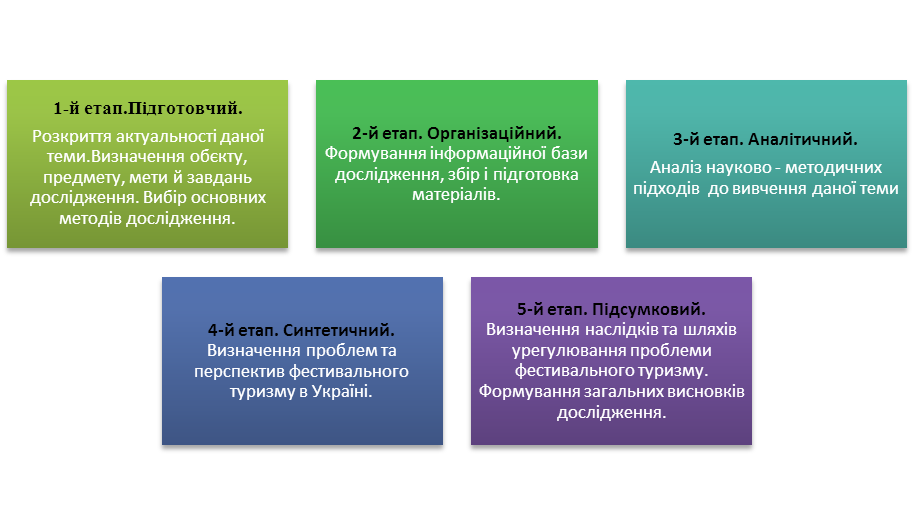 1-й етап.Підготовчий.
Розкриття актуальності даної
теми.Визначення обєкту,
предмету, мети й завдань
дослідження. Вибір основних
методів дослідження.
2-й етап. Організаційний.
Формування інформаційної бази
дослідження, збір і підготовка
матеріалів.
3-й етап. Аналітичний.
Аналіз науково - методичних
підходів до вивчення даної теми
4-й етап. Синтетичний.
Визначення проблем та
перспектив фестивального
туризму в Україні.
5-й етап. Підсумковий.
Визначення наслідків та шляхів
урегулювання проблеми
фестивального туризму.
Формування загальних висновків
дослідження.